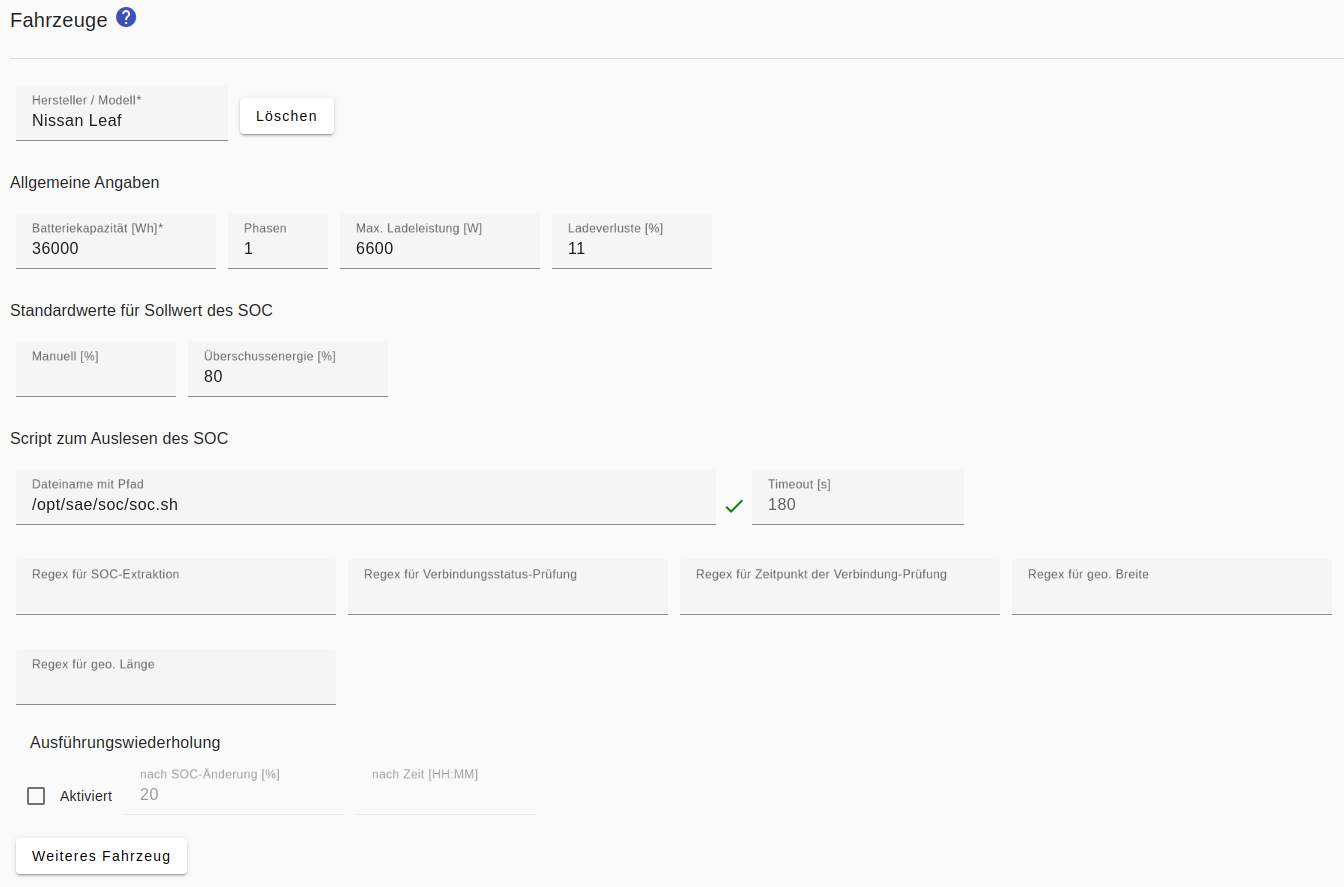 Fahrzeuge ?
Hersteller / Modell*
Nissan Leaf
Löschen
Allgemeine Angaben
Batteriekapazität [Wh]* Phasen Max. Ladeleistung [W] Ladeverluste [%]
36000 1 6600 11
Standardwerte für Sollwert des SOC
Manuell [%] Überschussenergie [%]
80
Script zum Auslesen des SOC
Dateiname mit Pfad Timeout [s]
/opt/sae/soc/soc.sh 180
Regex für SOC-Extraktion Regex für Verbindungsstatus-Prüfung Regex für Zeitpunkt der Verbindung-Prüfung Regex für geo. Breite
Regex für geo. Länge
Ausführungswiederholung
nach SOC-Änderung [%] nach Zeit [HH:MM]
Aktiviert 20
Weiteres Fahrzeug